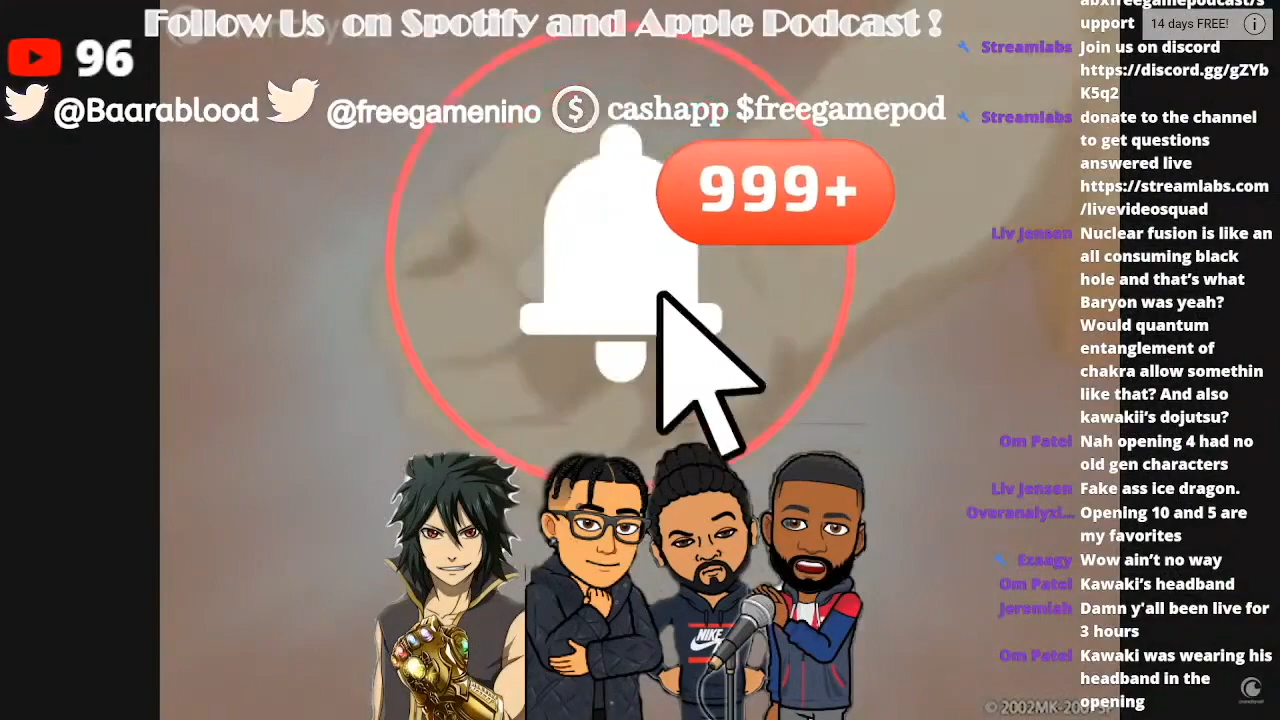 Follow Us on Spotify and Apple Podcast !
96
@Baarablood @freegamenino $ cashapp $freegamepod
999+
NIKE
14 days FREE!
upport
Streamlabs Join us on discord
https://discord.gg/gZYb
K5q2
Streamlabs donate to the channel
to get questions
answered live
https://streamlabs.com
/livevideosquad
Liv Jensen Nuclear fusion is like an
all consuming black
hole and that's what
Baryon was yeah?
Would quantum
entanglement of
chakra allow somethin
like that? And also
kawakii's dojutsu?
Om Patel Nah opening 4 had no
old gen characters
Liv Jensen Fake ass ice dragon.
Overanalyzi... Opening 10 and 5 are
my favorites
Ezaagy Wow ain't no way
Om Patel Kawaki's headband
Jeremiah Damn y'all been live for
3 hours
Om Patel Kawaki was wearing his
headband in the
opening